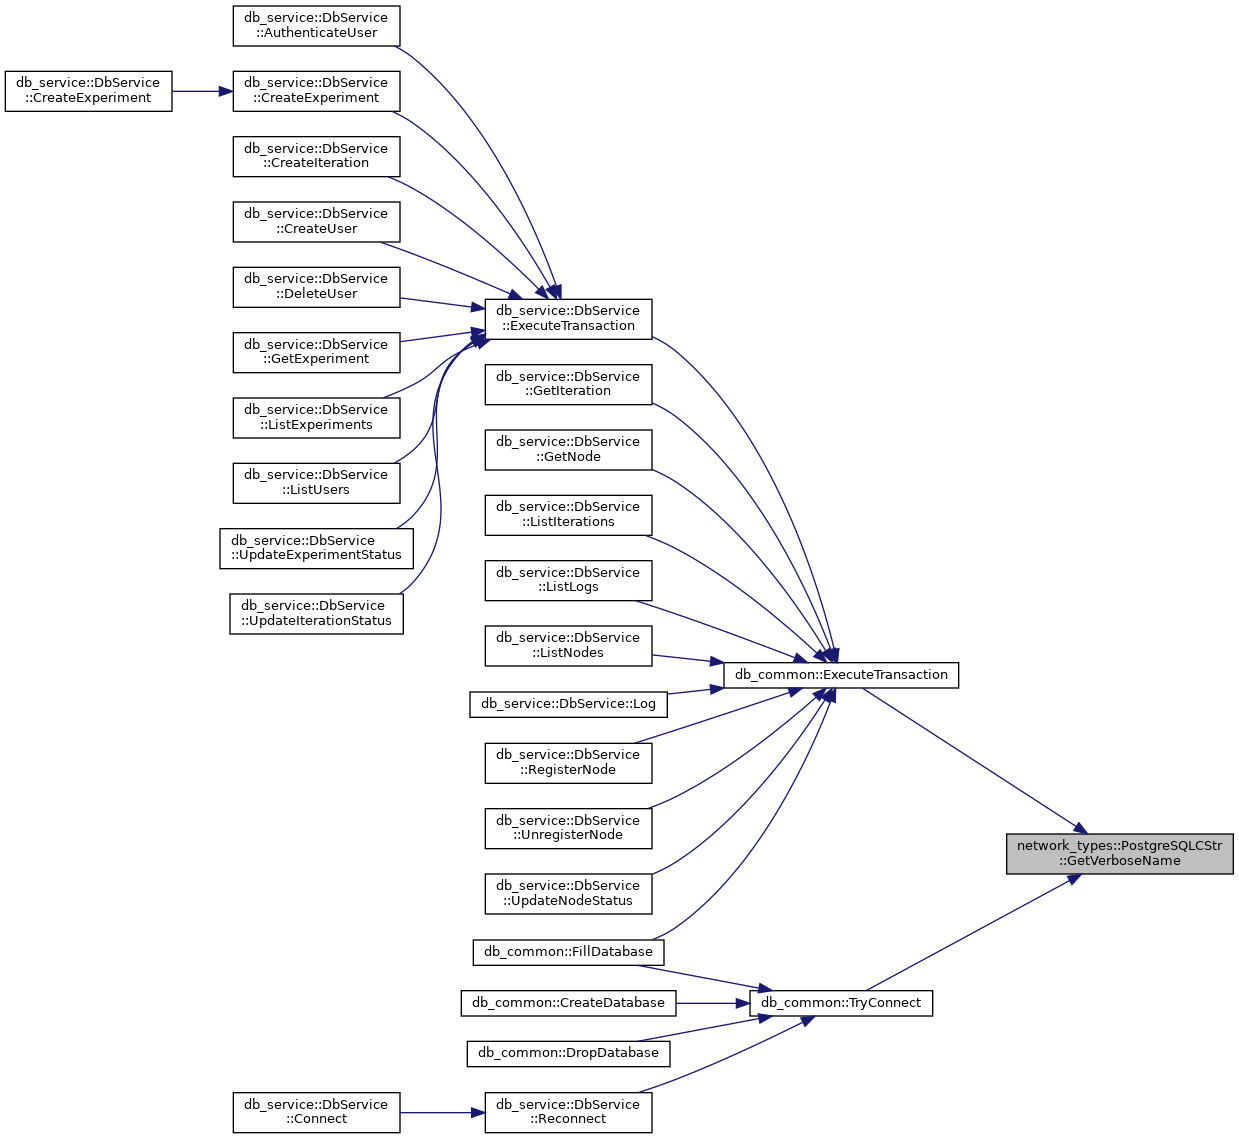 db_service::DbService
::AuthenticateUser
db_service::DbService
::CreateExperiment
db_service::DbService
::CreateExperiment
db_service::DbService
::CreateIteration
db_service::DbService
::CreateUser
db_service::DbService
::DeleteUser
db_service::DbService
::GetExperiment
db_service::DbService
::ListExperiments
db_service::DbService
::ListUsers
db_service::DbService
::UpdateExperimentStatus
db_service::DbService
::UpdateIterationStatus
db_service::DbService
::ExecuteTransaction
db_service::DbService
::GetIteration
db_service::DbService
::GetNode
db_service::DbService
::ListIterations
db_service::DbService
::ListLogs
db_service::DbService
::ListNodes
db_service::DbService::Log
db_service::DbService
::RegisterNode
db_service::DbService
::UnregisterNode
db_service::DbService
::UpdateNodeStatus
db_common::FillDatabase
db_common::CreateDatabase
db_common::DropDatabase
db_service::DbService
::Connect
db_service::DbService
::Reconnect
db_common::ExecuteTransaction
db_common::TryConnect
network_types::PostgreSQLCStr
::GetVerboseName